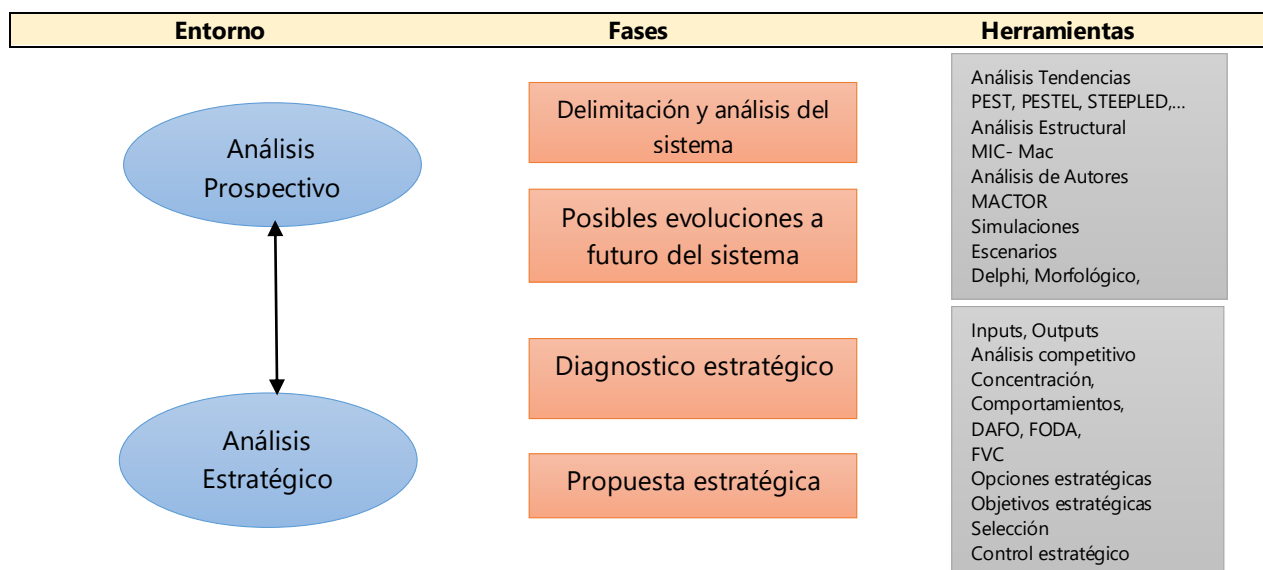 Entorno Fases Herramientas
Análisis
Prospectivo
Delimitación y análisis del
sistema
Posibles evoluciones a
futuro del sistema
Análisis Tendencias
PEST, PESTEL, STEEPLED,...
Análisis Estructural
MIC- Mac
Análisis de Autores
MACTOR
Simulaciones
Escenarios
Delphi, Morfológico,
Análisis
Estratégico
Diagnostico estratégico
Propuesta estratégica
Inputs, Outputs
Análisis competitivo
Concentración,
Comportamientos,
DAFO, FODA,
FVC
Opciones estratégicas
Objetivos estratégicas
Selección
Control estratégico